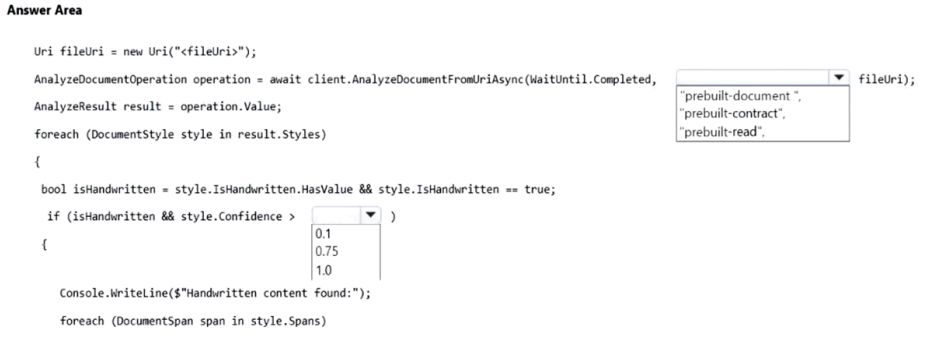 Answer Area
Uri fileUri = new Uri("<fileUri>");
AnalyzeDocumentOperation operation = await client.AnalyzeDocumentFromUriAsync(WaitUntil.Completed, fileUri);
"prebuilt-document ",
"prebuilt-contract",
"prebuilt-read",
AnalyzeResult result = operation.Value;
foreach (DocumentStyle style in result.Styles)
{
bool isHandwritten = style.IsHandwritten.HasValue && style.IsHandwritten == true;
if (isHandwritten && style.Confidence > )
0.1
0.75
1.0
{
Console.WriteLine($"Handwritten content found:");
foreach (DocumentSpan span in style.Spans)